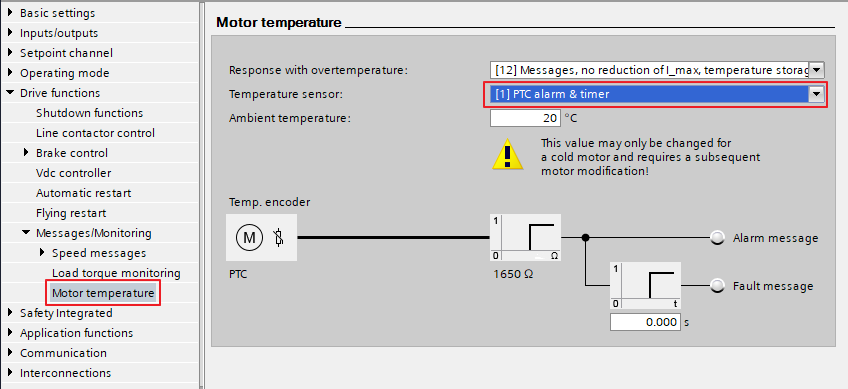 Basic settings
Inputs/outputs
Setpoint channel
Operating mode
Drive functions
Shutdown functions
Line contactor control
Brake control
Vdc controller
Automatic restart
Flying restart
Messages/Monitoring
Speed messages
Load torque monitoring
Motor temperature
Safety Integrated
Application functions
Communication
Interconnections
Motor temperature
Response with overtemperature: [12] Messages, no reduction of I_max, temperature storag
Temperature sensor: [1] PTC alarm & timer
Ambient temperature: 20 °C
This value may only be changed for
a cold motor and requires a subsequent
motor modification!
Temp. encoder
M
PTC
1
0 Ω
1650 Ω
Alarm message
1
0 t
0.000 s
Fault message